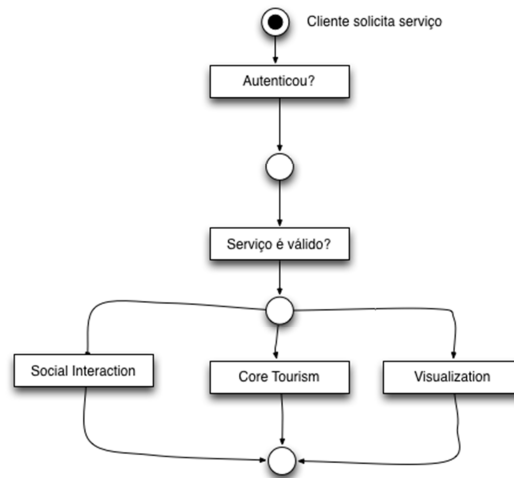 Cliente solicita serviço
Autenticou?
Serviço é válido?
Social Interaction
Core Tourism
Visualization